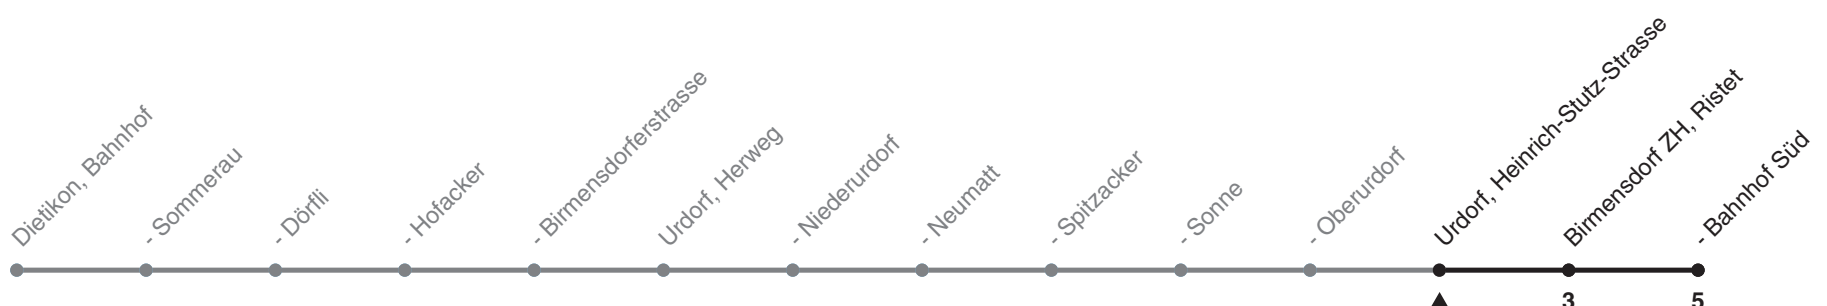 Dietikon, Bahnhof
- Sommerau
- Dörfli
- Hofacker
- Birmensdorferstrasse
Urdorf, Herweg
- Niederurdorf
- Neumatt
- Spitzacker
- Sonne
- Oberurdorf
Urdorf, Heinrich-Stutz-Strasse
Birmensdorf ZH, Ristet
- Bahnhof Süd
3
5